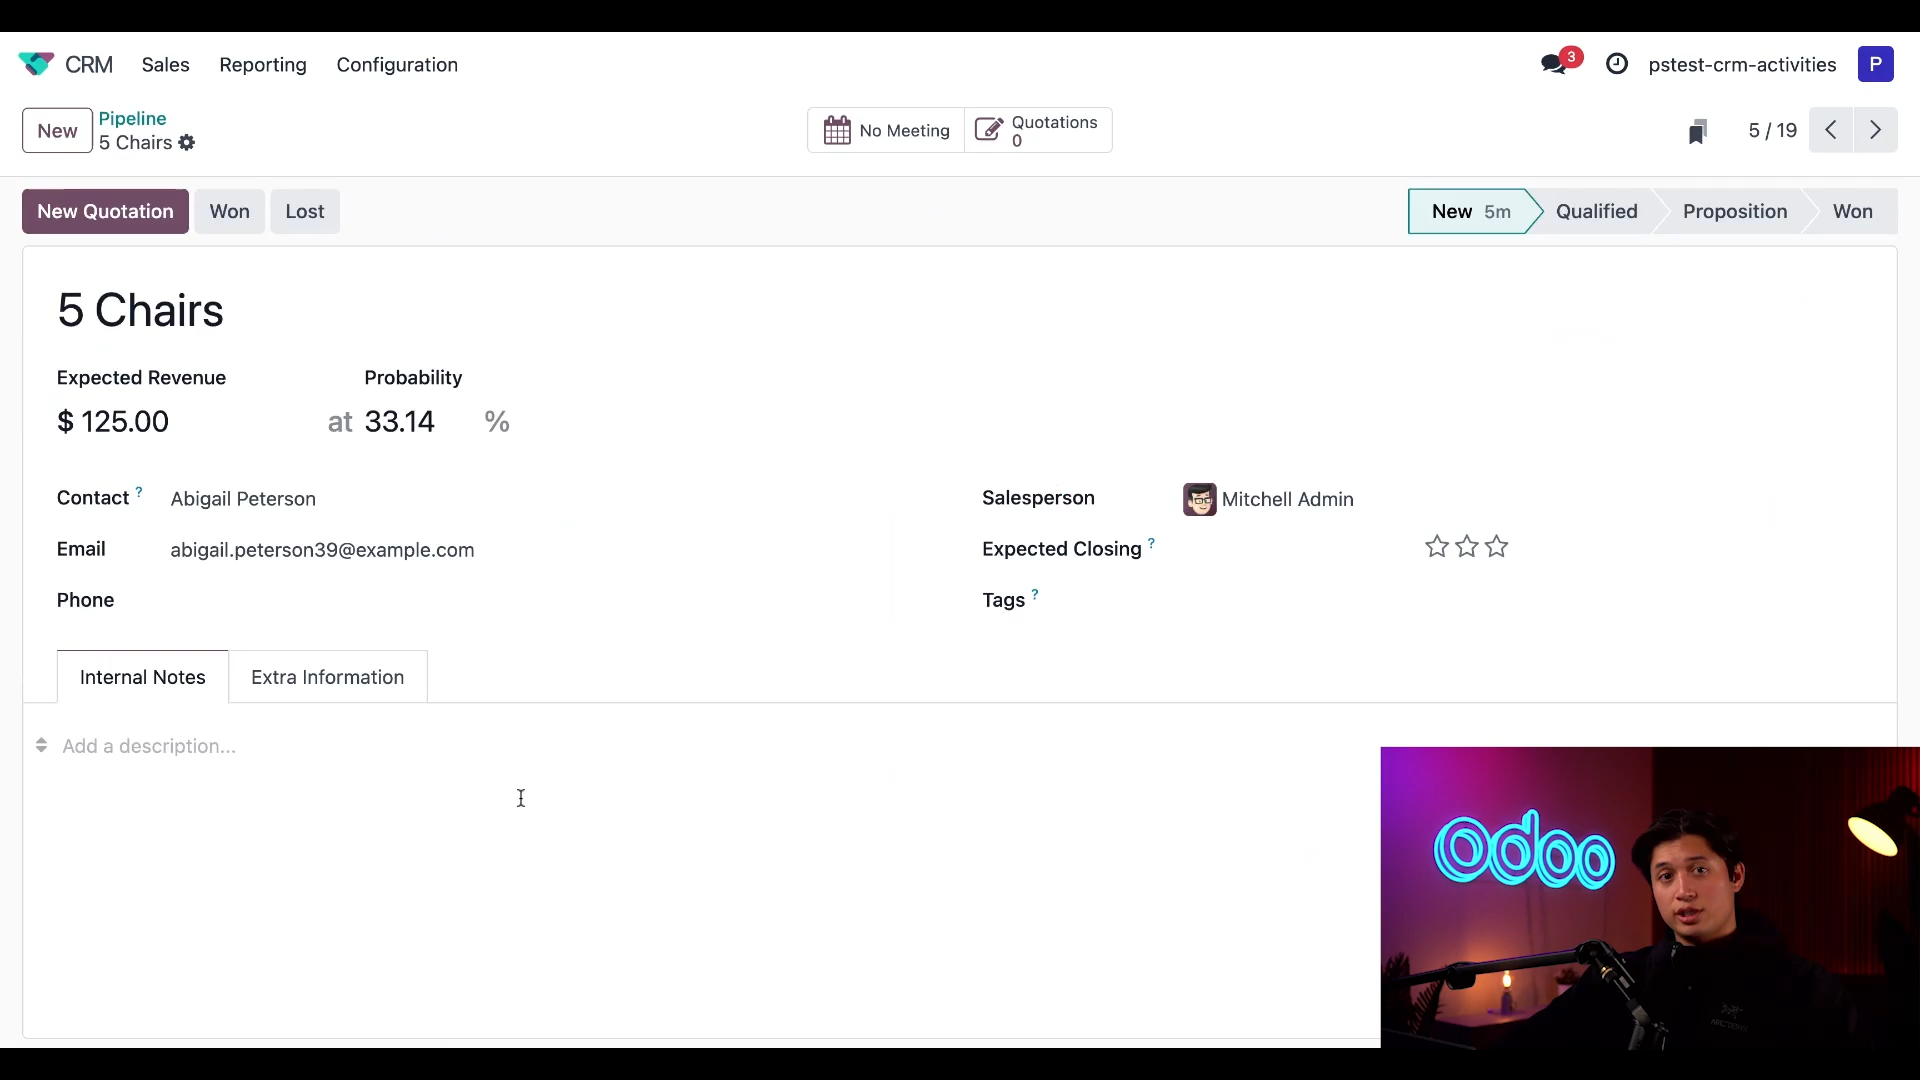 CRM Sales Reporting Configuration 3 pstest-crm-activities P
New Pipeline
5 Chairs
No Meeting
Quotations
0
5 / 19
New Quotation Won Lost
New 5m Qualified Proposition Won
5 Chairs
Expected Revenue Probability
$ 125.00 at 33.14 %
Contact ? Abigail Peterson
Salesperson Mitchell Admin
Email abigail.peterson39@example.com
Expected Closing ?
Phone
Tags ?
Internal Notes Extra Information
Add a description...
odoo